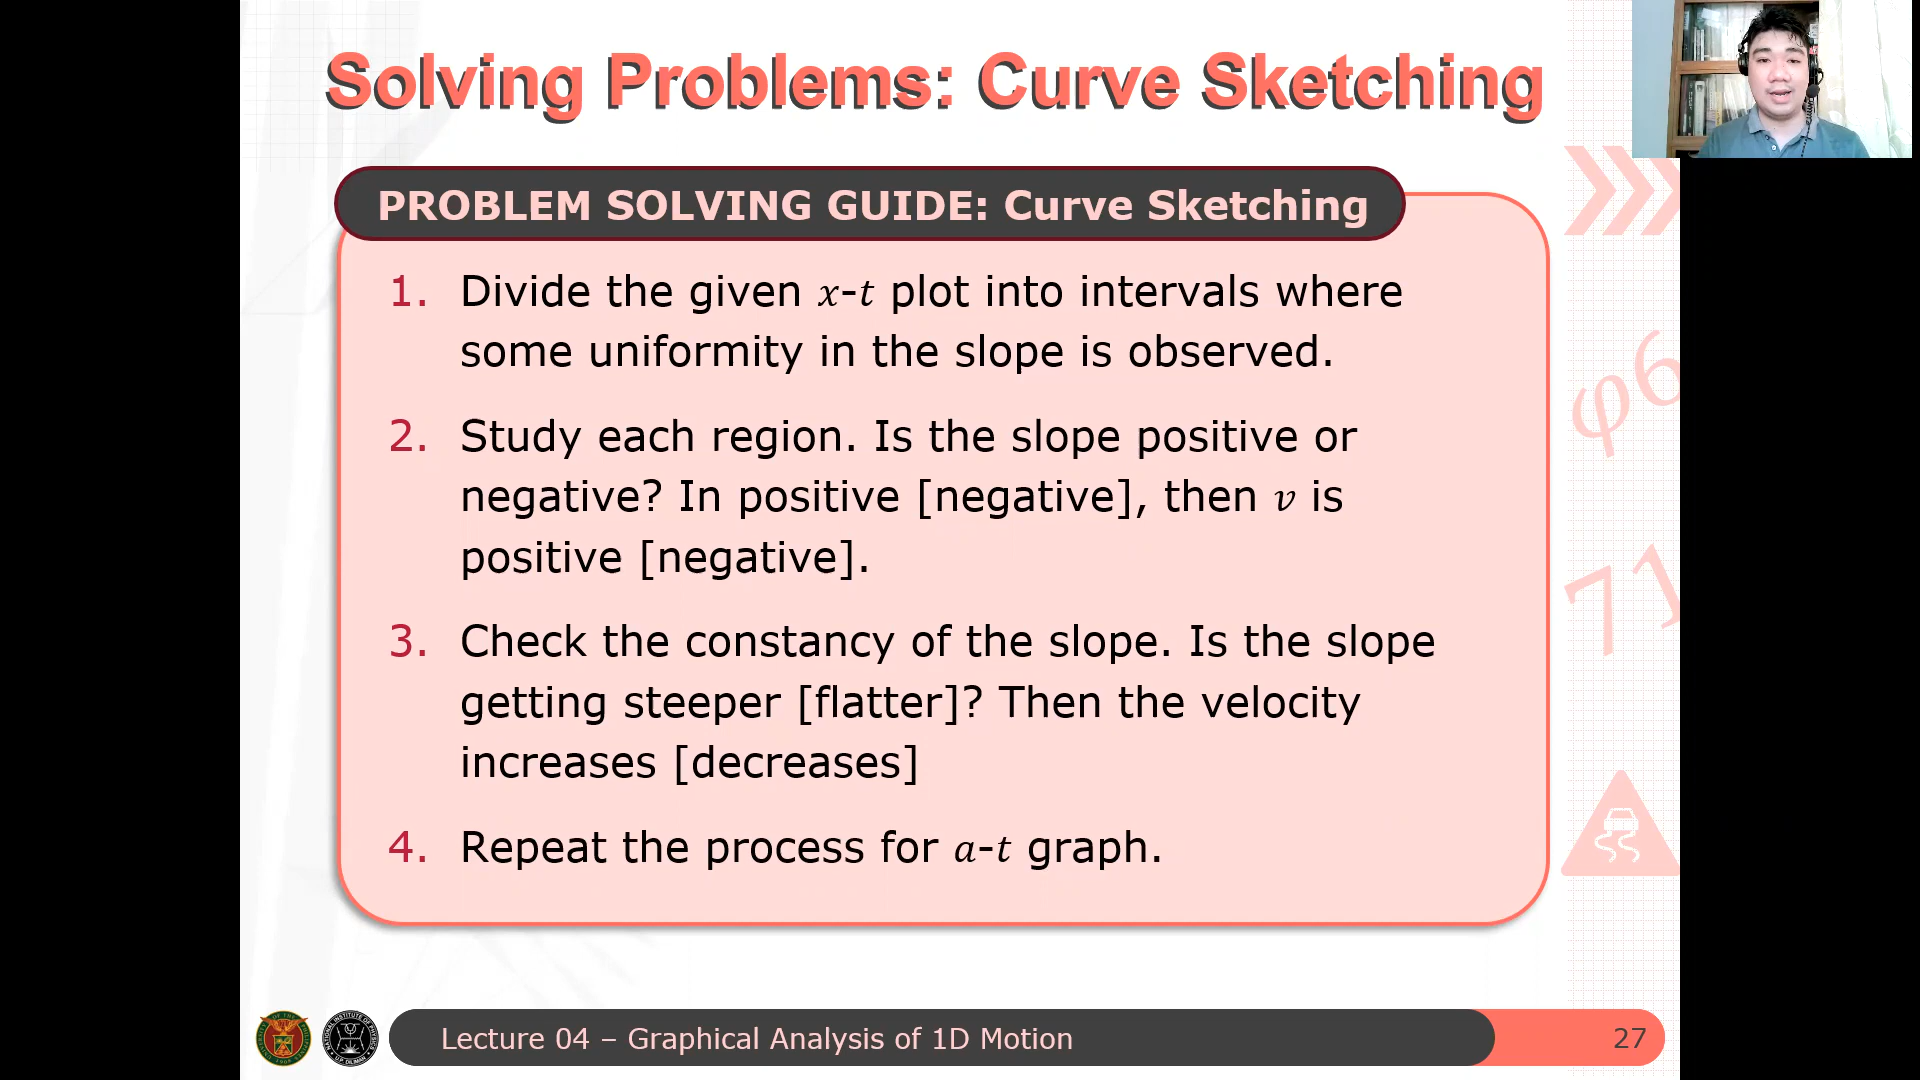 Solving Problems: Curve Sketching
PROBLEM SOLVING GUIDE: Curve Sketching
1. Divide the given x-t plot into intervals where
some uniformity in the slope is observed.
2. Study each region. Is the slope positive or
negative? In positive [negative], then v is
positive [negative].
3. Check the constancy of the slope. Is the slope
getting steeper [flatter]? Then the velocity
increases [decreases]
4. Repeat the process for a-t graph.
φ6
71
Lecture 04 – Graphical Analysis of 1D Motion
27